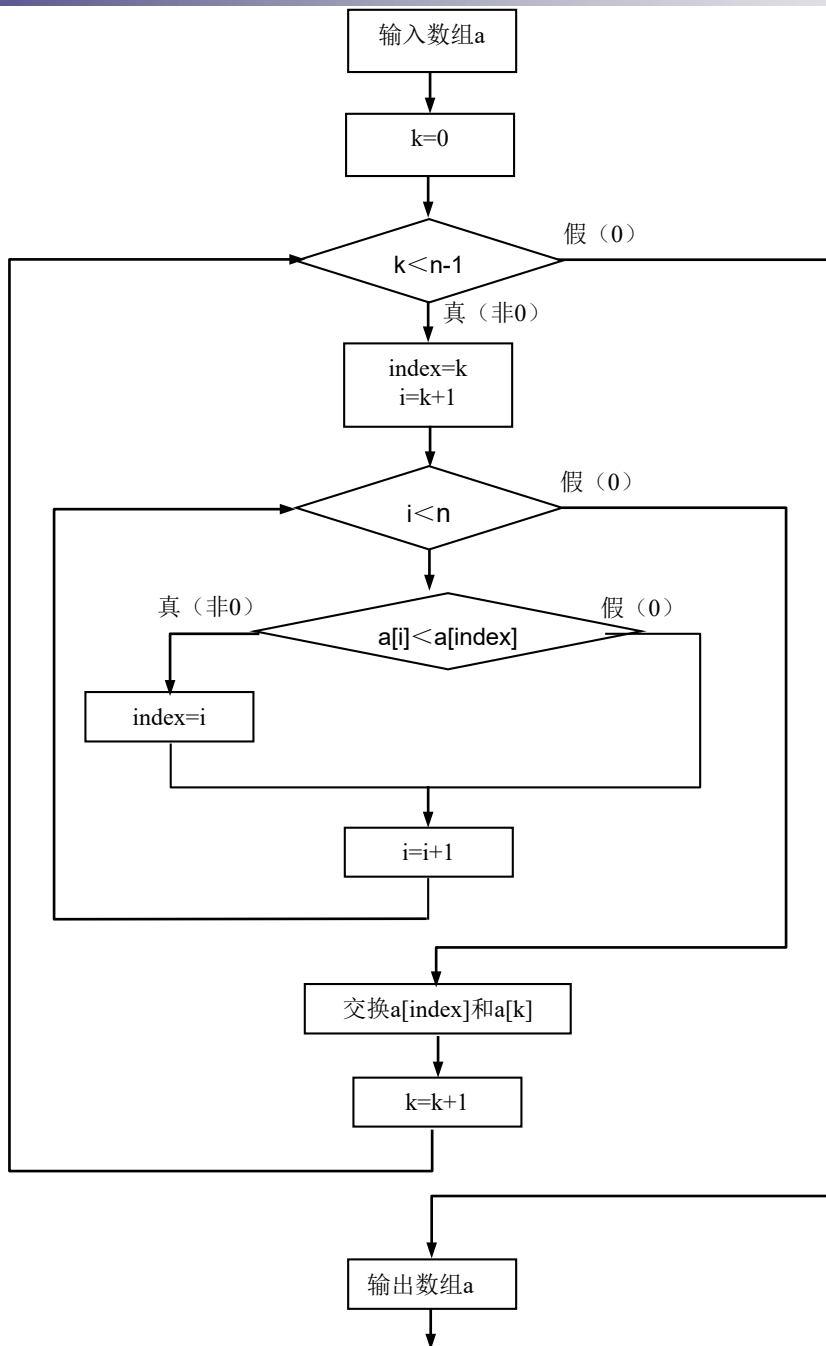 输入数组a
k=0
假（0）
k＜n-1
真（非0）
index=k
i=k+1
假（0）
i＜n
真（非0）
假（0）
a[i]＜a[index]
index=i
i=i+1
交换a[index]和a[k]
k=k+1
输出数组a